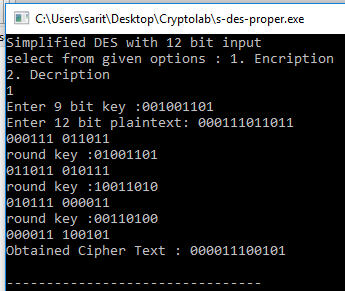 C:\Users\sarit\Desktop\Cryptolab\s-des-proper.exe
Simplified DES with 12 bit input
select from given options : 1. Encription
2. Decription
1
Enter 9 bit key :001001101
Enter 12 bit plaintext: 000111011011
000111 011011
round key :01001101
011011 010111
round key :10011010
010111 000011
round key :00110100
000011 100101
Obtained Cipher Text : 000011100101
--------------------------------